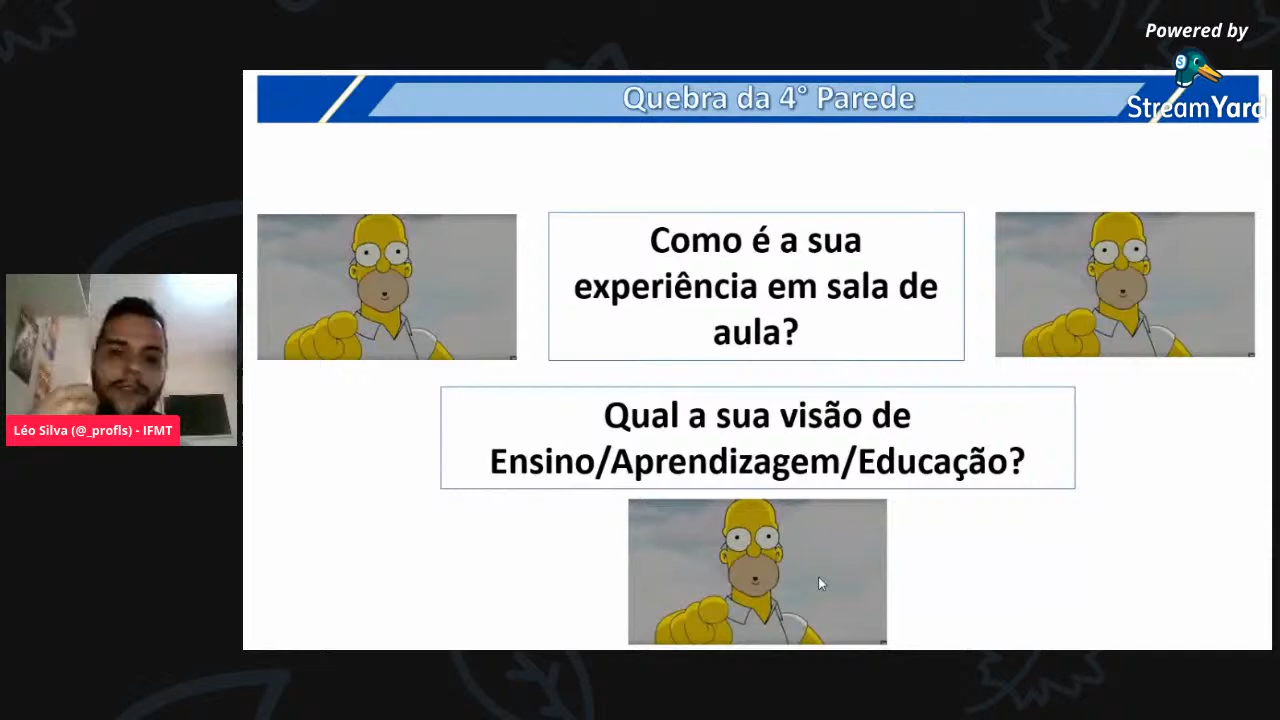 Powered by
StreamYard
Quebra da 4° Parede
Como é a sua
experiência em sala de
aula?
Léo Silva (@_profls) - IFMT
Qual a sua visão de
Ensino/Aprendizagem/Educação?